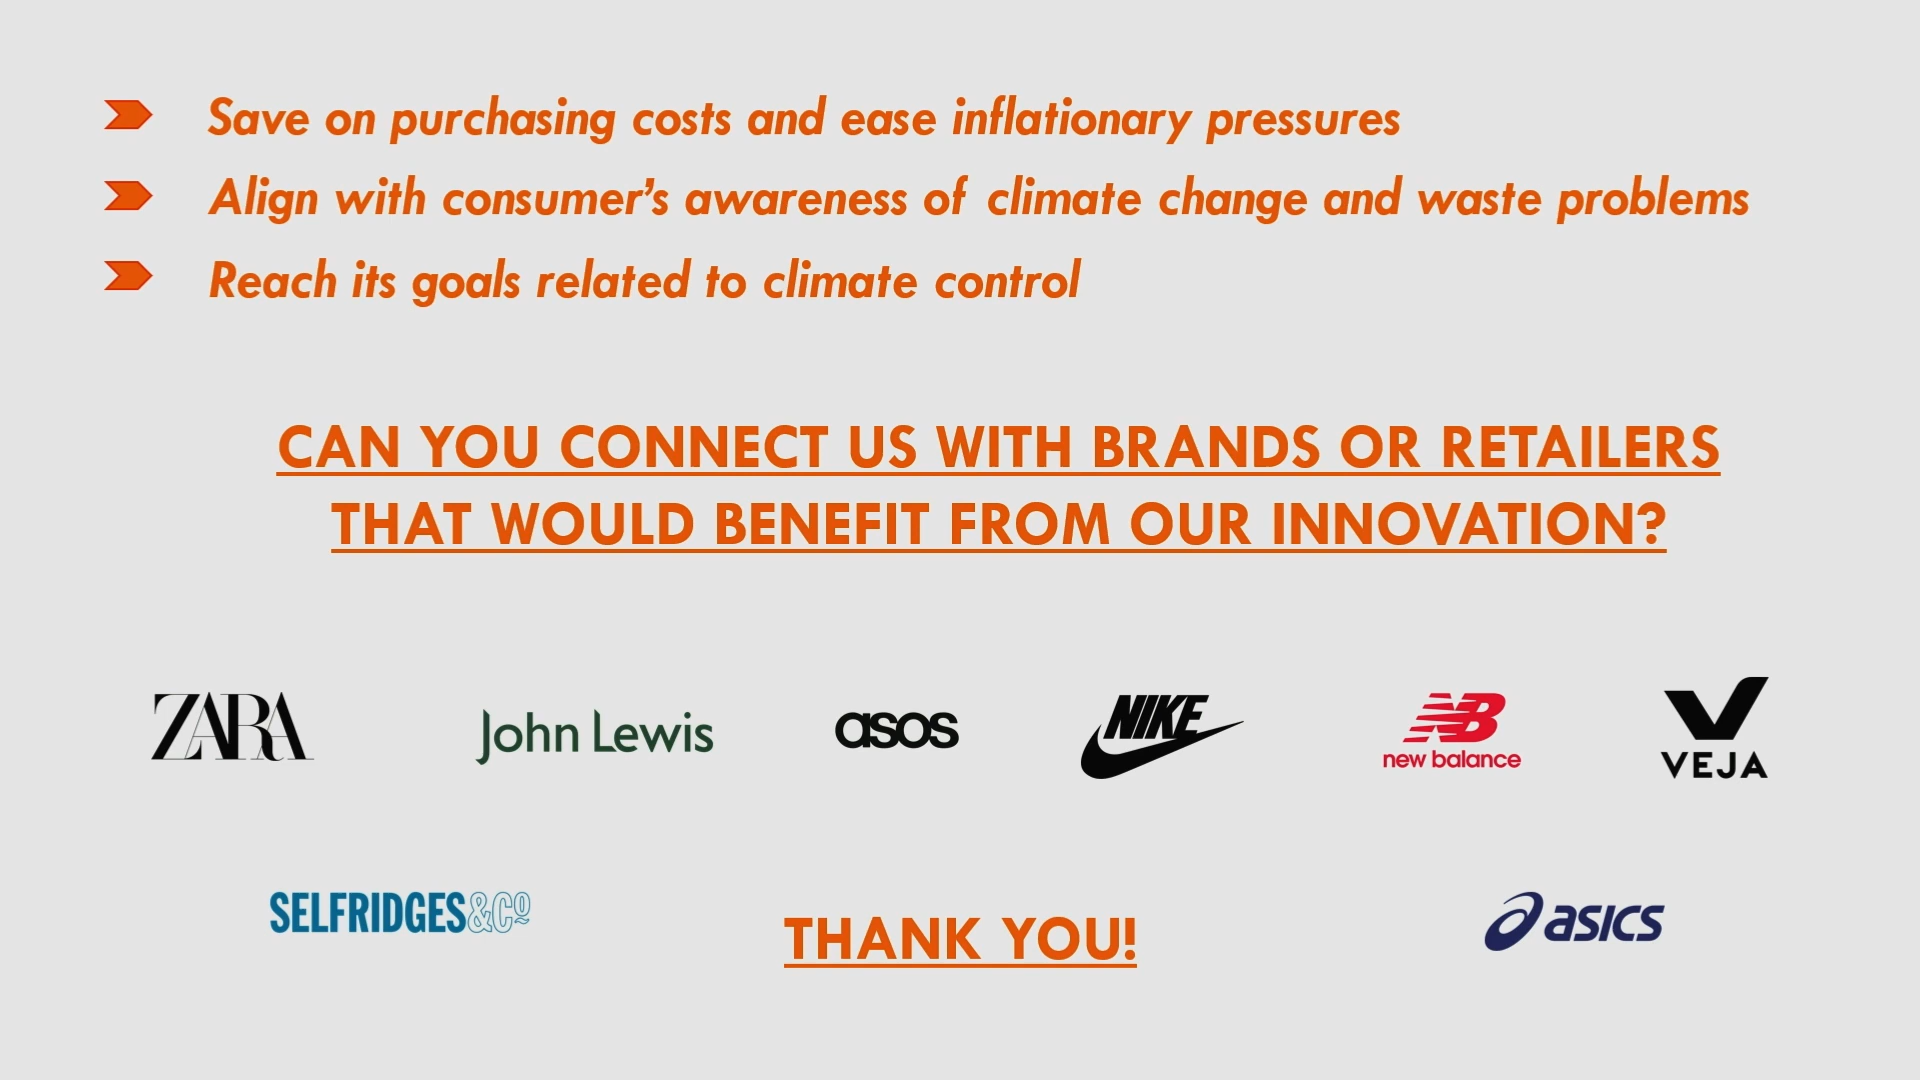 Save on purchasing costs and ease inflationary pressures
Align with consumer’s awareness of climate change and waste problems
Reach its goals related to climate control
CAN YOU CONNECT US WITH BRANDS OR RETAILERS
THAT WOULD BENEFIT FROM OUR INNOVATION?
ZARA
John Lewis
asos
NIKE
NB
new balance
VEJA
SELFRIDGES&Cº
THANK YOU!
asics